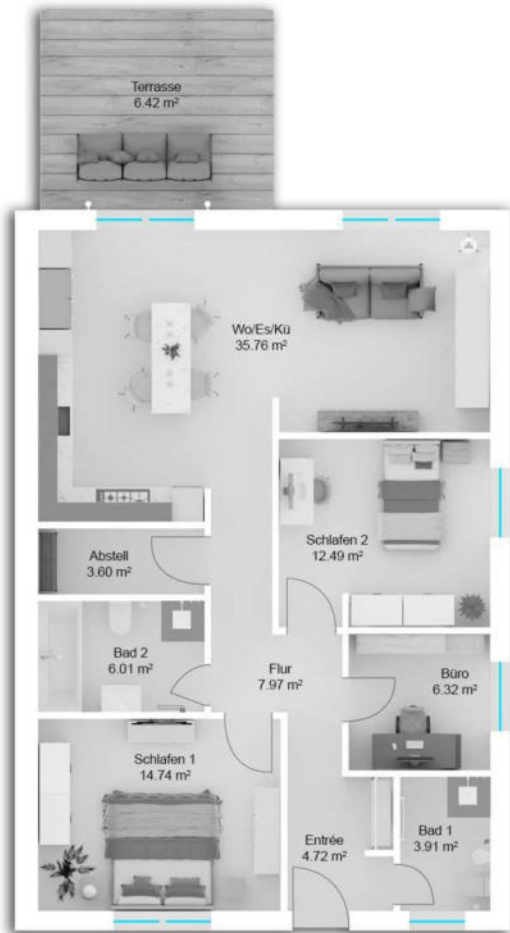 Terrasse
6.42 m²
Wo/Es/Kü
35.76 m²
Schlafen 2
12.49 m²
Abstell
3.60 m²
Bad 2
6.01 m²
Flur
7.97 m²
Büro
6.32 m²
Schlafen 1
14.74 m²
Entrée
4.72 m²
Bad 1
3.91 m²